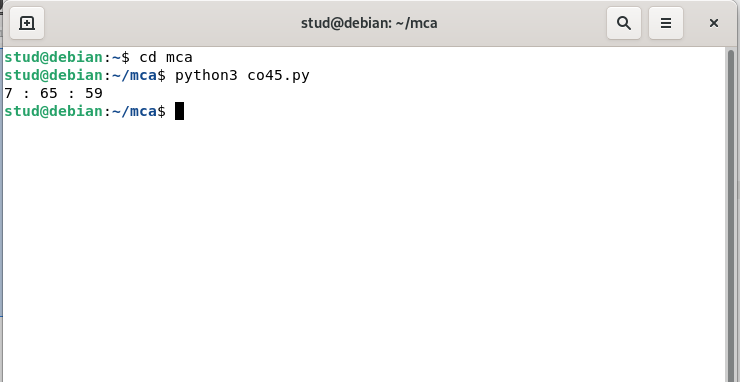 stud@debian: ~/mca
stud@debian:~$ cd mca
stud@debian:~/mca$ python3 co45.py
7 : 65 : 59
stud@debian:~/mca$